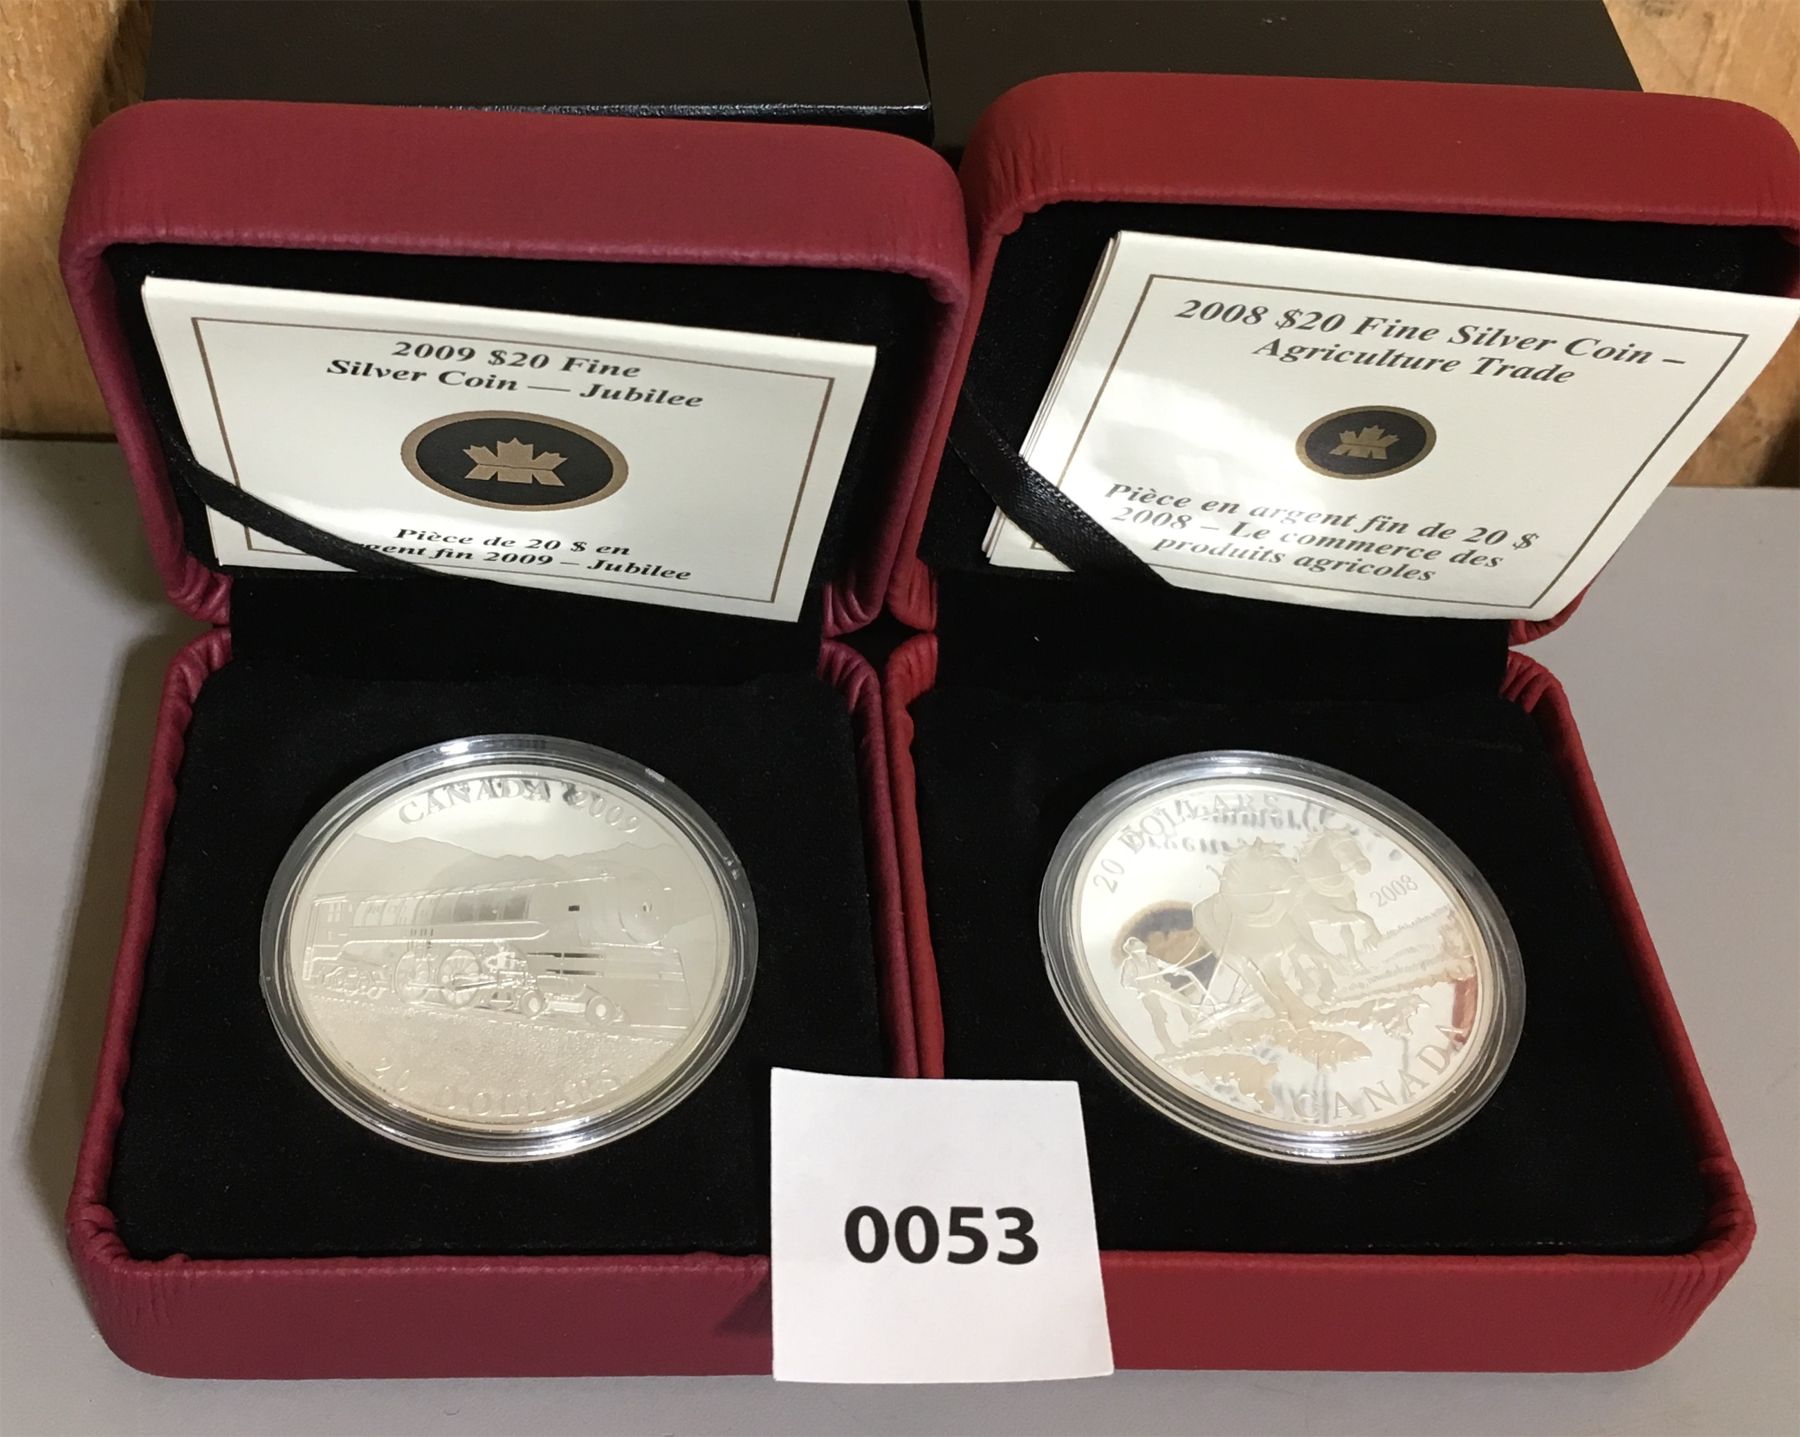 2009 $20 Fine
Silver Coin — Jubilee
Pièce de 20 $ en
argent fin 2009 – Jubilee
2008 $20 Fine Silver Coin –
Agriculture Trade
Pièce en argent fin de 20 $
2008 – Le commerce des
produits agricoles
CANADA 2009
20 DOLLARS
20 DOLLARS
2008
CANADA
0053